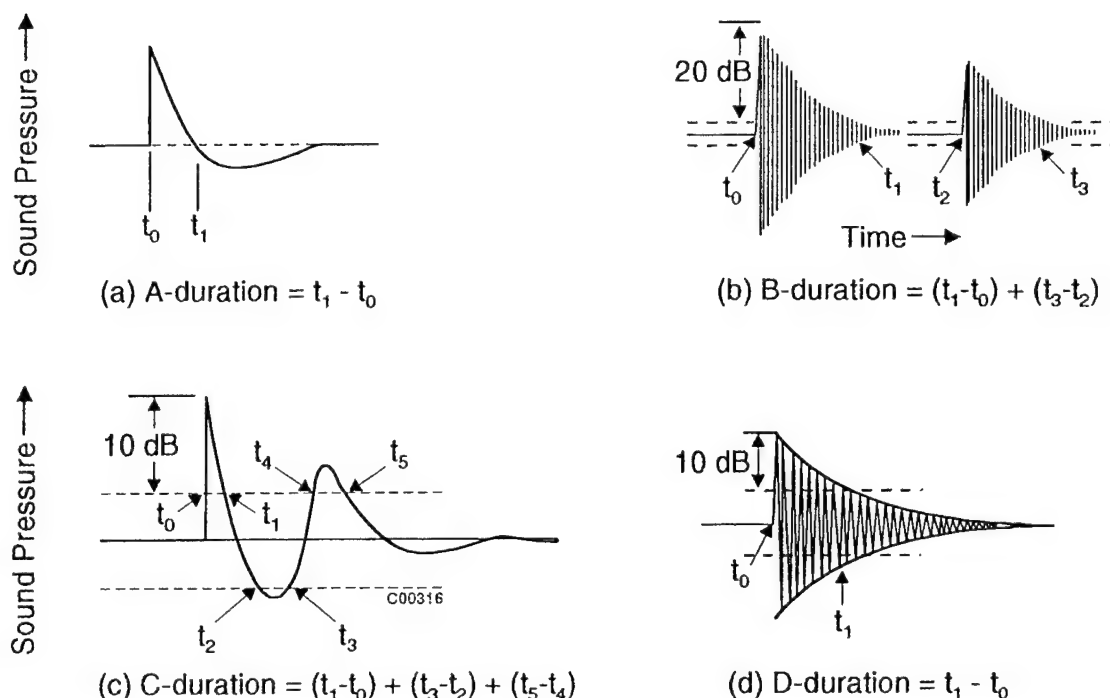 Sound Pressure
t₀
t₁
(a) A-duration = t₁ - t₀
20 dB
t₀
t₁
t₂
t₃
Time
(b) B-duration = (t₁-t₀) + (t₃-t₂)
Sound Pressure
10 dB
t₀
t₁
t₄
t₅
C00316
t₂
t₃
(c) C-duration = (t₁-t₀) + (t₃-t₂) + (t₅-t₄)
10 dB
t₀
t₁
(d) D-duration = t₁ - t₀